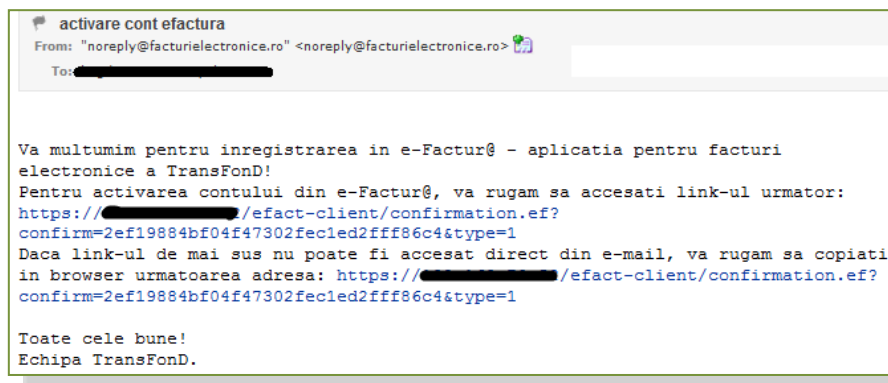 activare cont efactura
From: "noreply@facturielectronice.ro" <noreply@facturielectronice.ro>
To:
Va multumim pentru inregistrarea in e-Factur@ - aplicatia pentru facturi
electronice a TransFonD!
Pentru activarea contului din e-Factur@, va rugam sa accesati link-ul urmator:
https:// /efact-client/confirmation.ef?
confirm=2ef19884bf04f47302fec1ed2fff86c4&type=1
Daca link-ul de mai sus nu poate fi accesat direct din e-mail, va rugam sa copiati
in browser urmatoarea adresa: https:// /efact-client/confirmation.ef?
confirm=2ef19884bf04f47302fec1ed2fff86c4&type=1
Toate cele bune!
Echipa TransFonD.